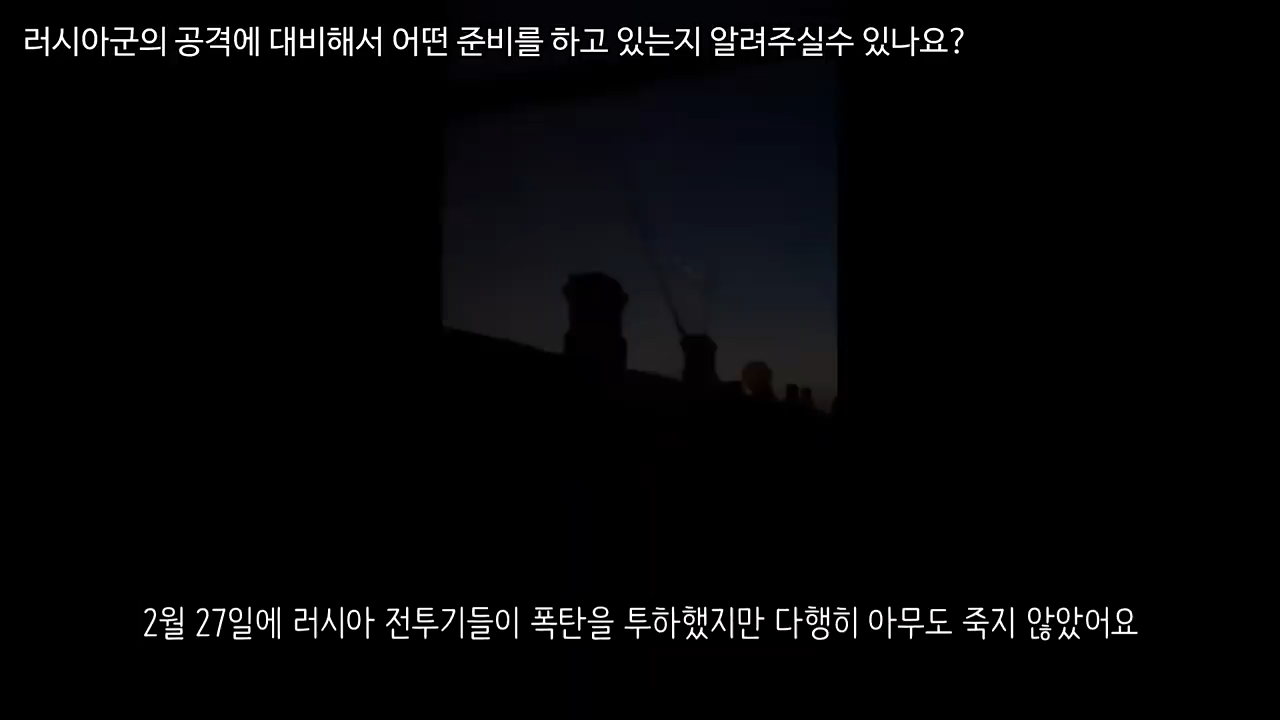 러시아군의 공격에 대비해서 어떤 준비를 하고 있는지 알려주실수 있나요?
2월 27일에 러시아 전투기들이 폭탄을 투하했지만 다행히 아무도 죽지 않았어요